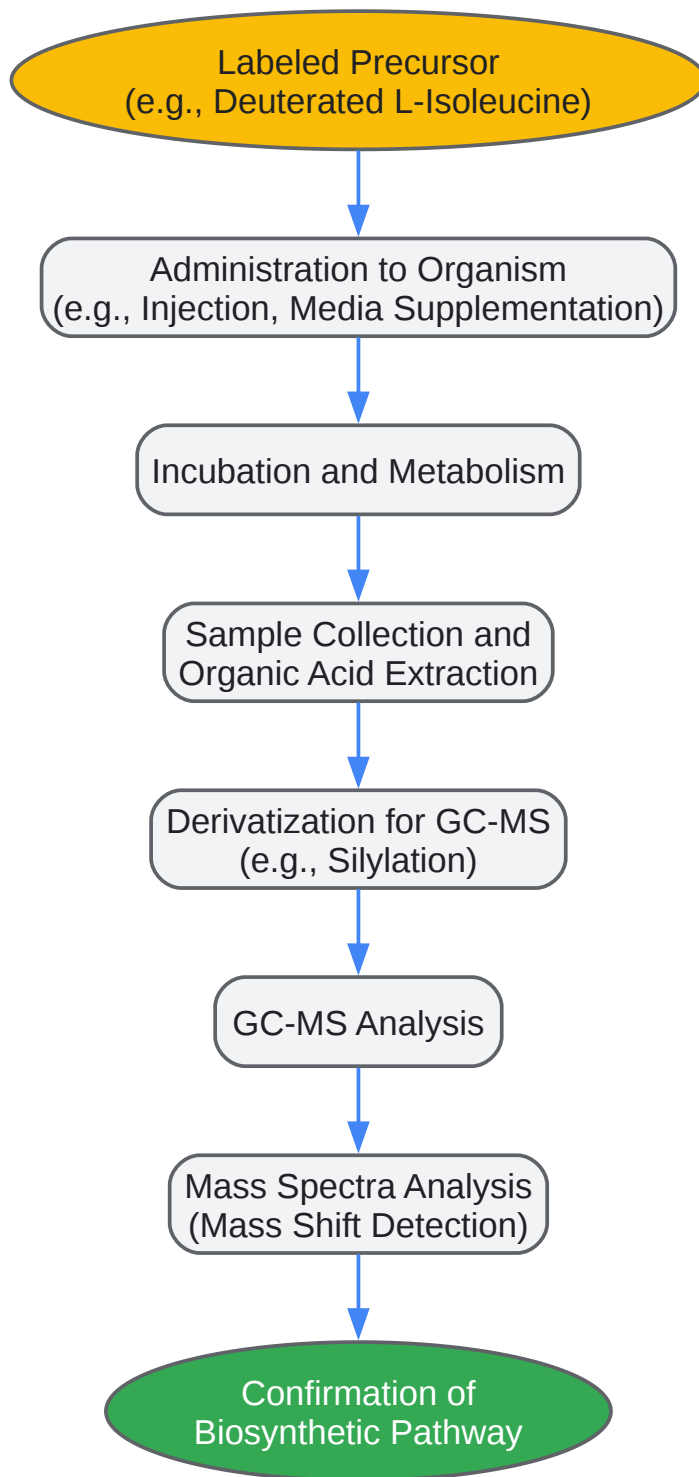 Labeled Precursor
(e.g., Deuterated L-Isoleucine)
Administration to Organism
(e.g., Injection, Media Supplementation)
Incubation and Metabolism
Sample Collection and
Organic Acid Extraction
Derivatization for GC-MS
(e.g., Silylation)
GC-MS Analysis
Mass Spectra Analysis
(Mass Shift Detection)
Confirmation of
Biosynthetic Pathway